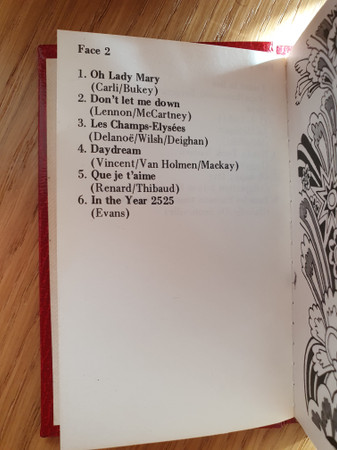 Face 2
1. Oh Lady Mary
(Carli/Bukey)
2. Don't let me down
(Lennon/McCartney)
3. Les Champs-Elysées
(Delanoë/Wilsh/Deighan)
4. Daydream
(Vincent/Van Holmen/Mackay)
5. Que je t'aime
(Renard/Thibaud)
6. In the Year 2525
(Evans)